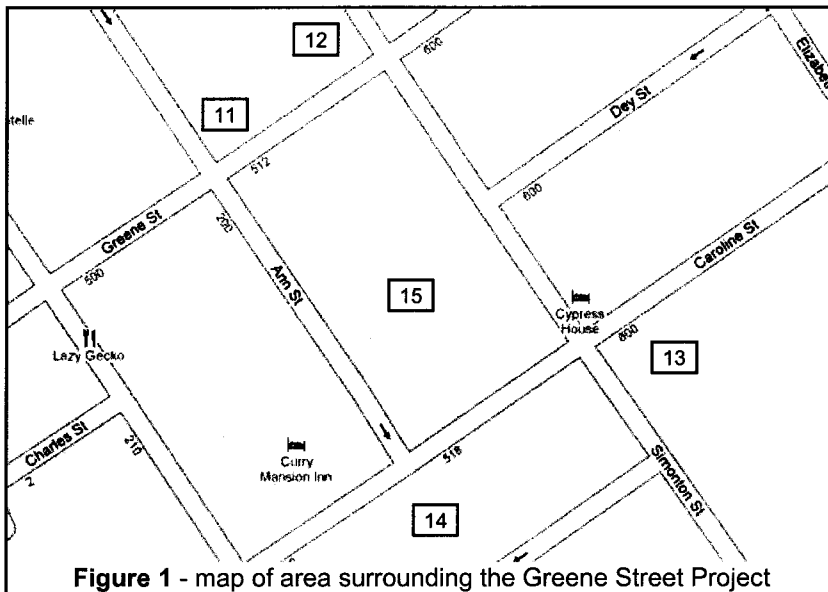 12
600
Elizabe
Dey St
11
telle
512
Greene St
200
600
Ann St
Caroline St
500
15
Cypress
House
600
13
Lazy Gecko
Charles St
210
2
Curry
Mansion Inn
518
Simonton St
14
Figure 1 - map of area surrounding the Greene Street Project